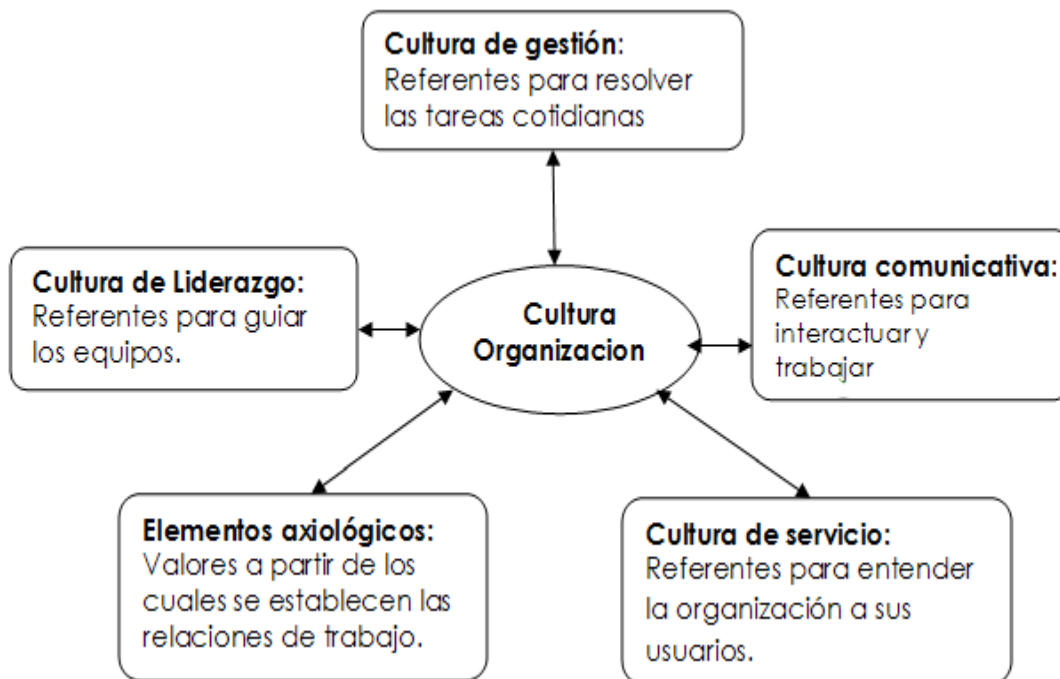 Cultura de gestión:
Referentes para resolver
las tareas cotidianas
Cultura de Liderazgo:
Referentes para guiar
los equipos.
Cultura
Organizacion
Cultura comunicativa:
Referentes para
interactuar y
trabajar
Elementos axiológicos:
Valores a partir de los
cuales se establecen las
relaciones de trabajo.
Cultura de servicio:
Referentes para entender
la organización a sus
usuarios.